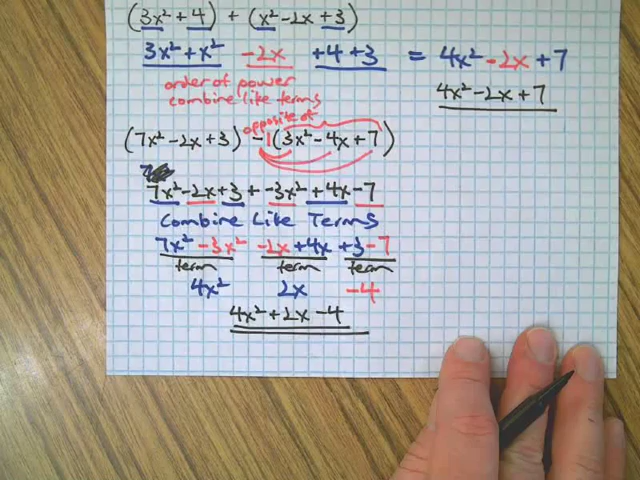 (3x² + 4) + (x² - 2x + 3)
3x² + x² -2x +4 +3 = 4x² - 2x + 7
order of power
combine like terms
4x² - 2x + 7
opposite of
(7x² - 2x + 3) - 1(3x² - 4x + 7)
7x² - 2x + 3 + -3x² + 4x - 7
Combine Like Terms
7x² - 3x² -2x + 4x +3 - 7
term term term
4x² 2x -4
4x² + 2x - 4